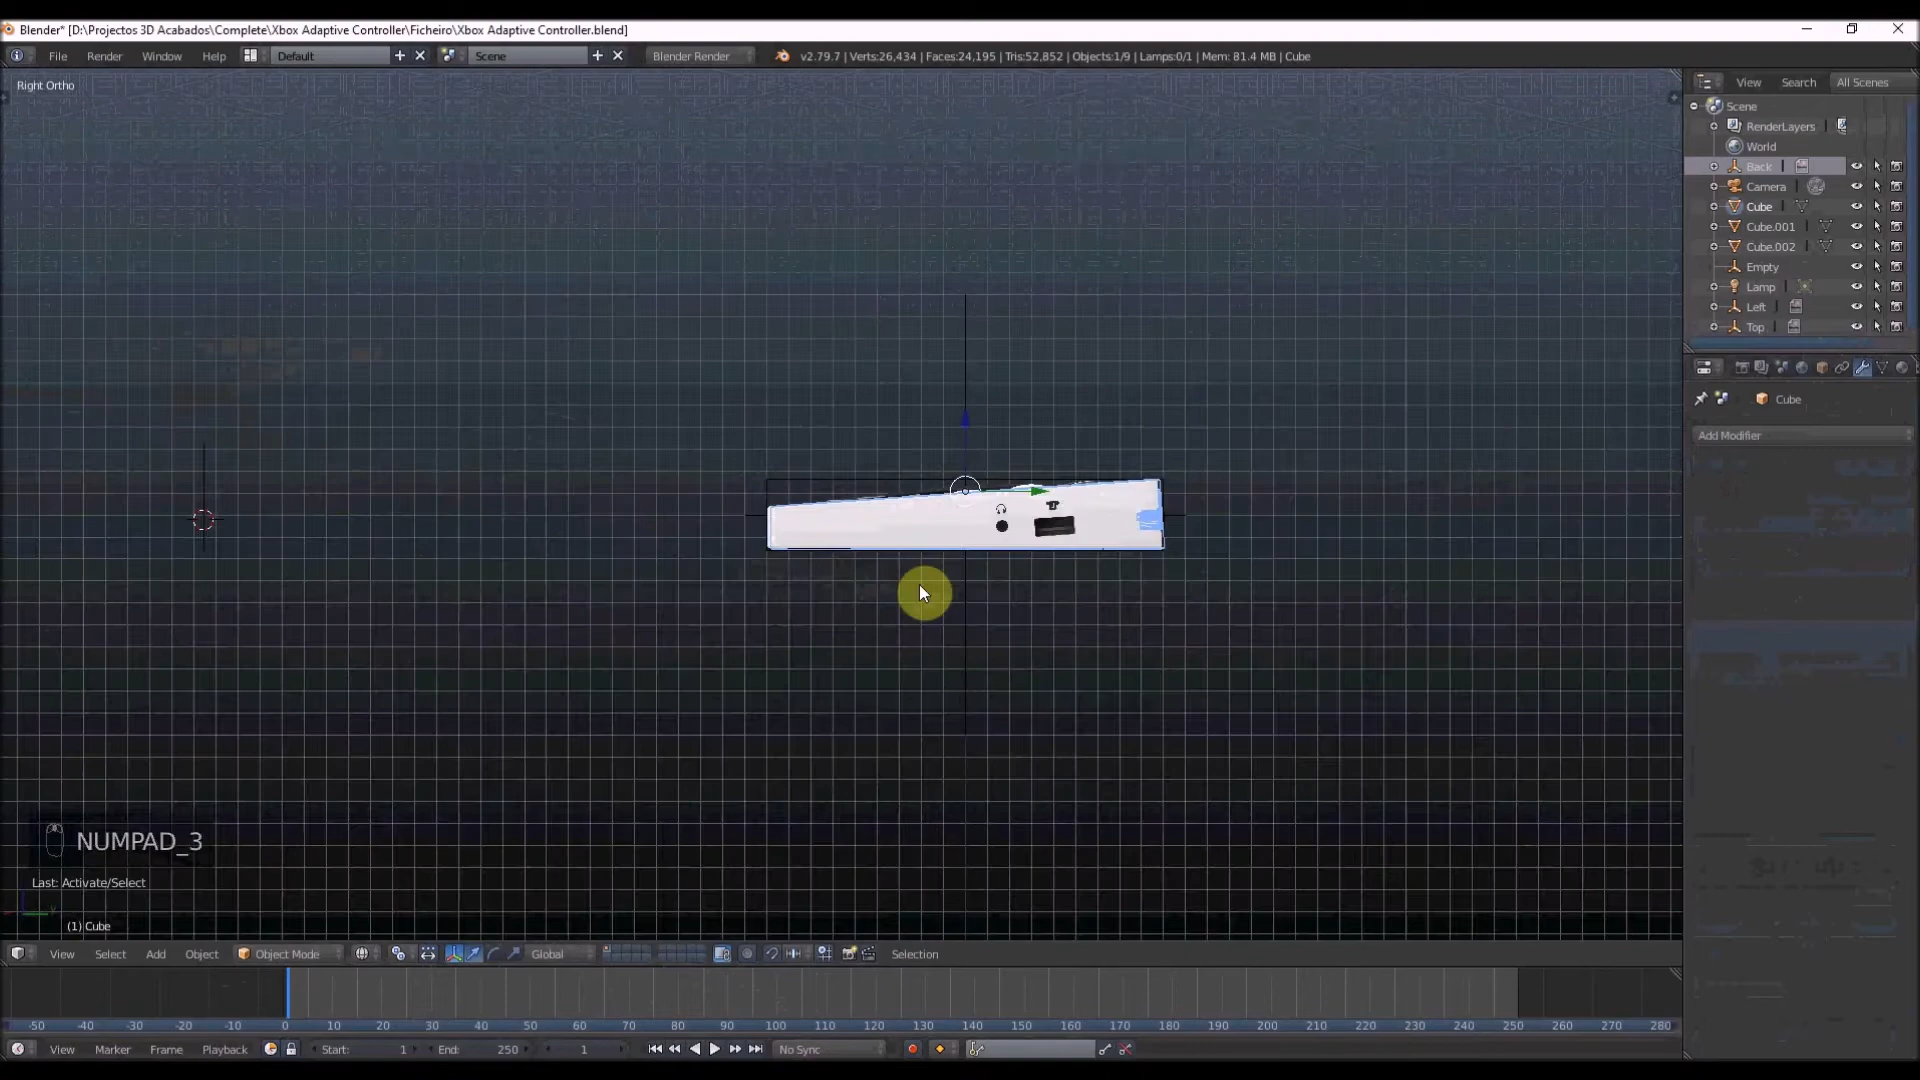 Blender* [D:\Projectos 3D Acabados\Complete\Xbox Adaptive Controller\Ficheiro\Xbox Adaptive Controller.blend]
File Render Window Help Default Scene Blender Render v2.79.7 | Verts:26,434 | Faces:24,195 | Tris:52,852 | Objects:1/9 | Lamps:0/1 | Mem: 81.4 MB | Cube
Right Ortho
View Search All Scenes
Scene
RenderLayers
World
Back
Camera
Cube
Cube.001
Cube.002
Empty
Lamp
Left
Top
Cube
Add Modifier
NUMPAD_3
Last: Activate/Select
(1) Cube
View Select Add Object Object Mode Global Selection
-50 -40 -30 -20 -10 0 10 20 30 40 50 60 70 80 90 100 110 120 130 140 150 160 170 180 190 200 210 220 230 240 250 260 270 280
View Marker Frame Playback Start: 1 End: 250 1 No Sync